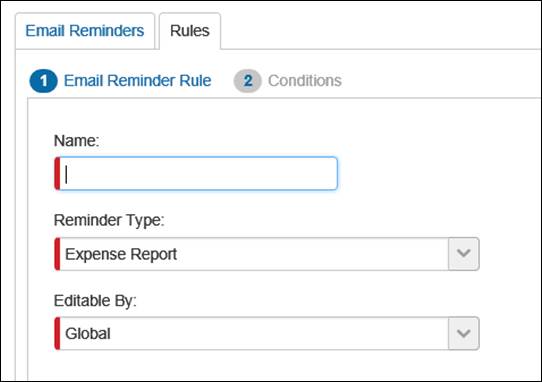 Email Reminders Rules
1 Email Reminder Rule 2 Conditions
Name:
Reminder Type:
Expense Report
Editable By:
Global